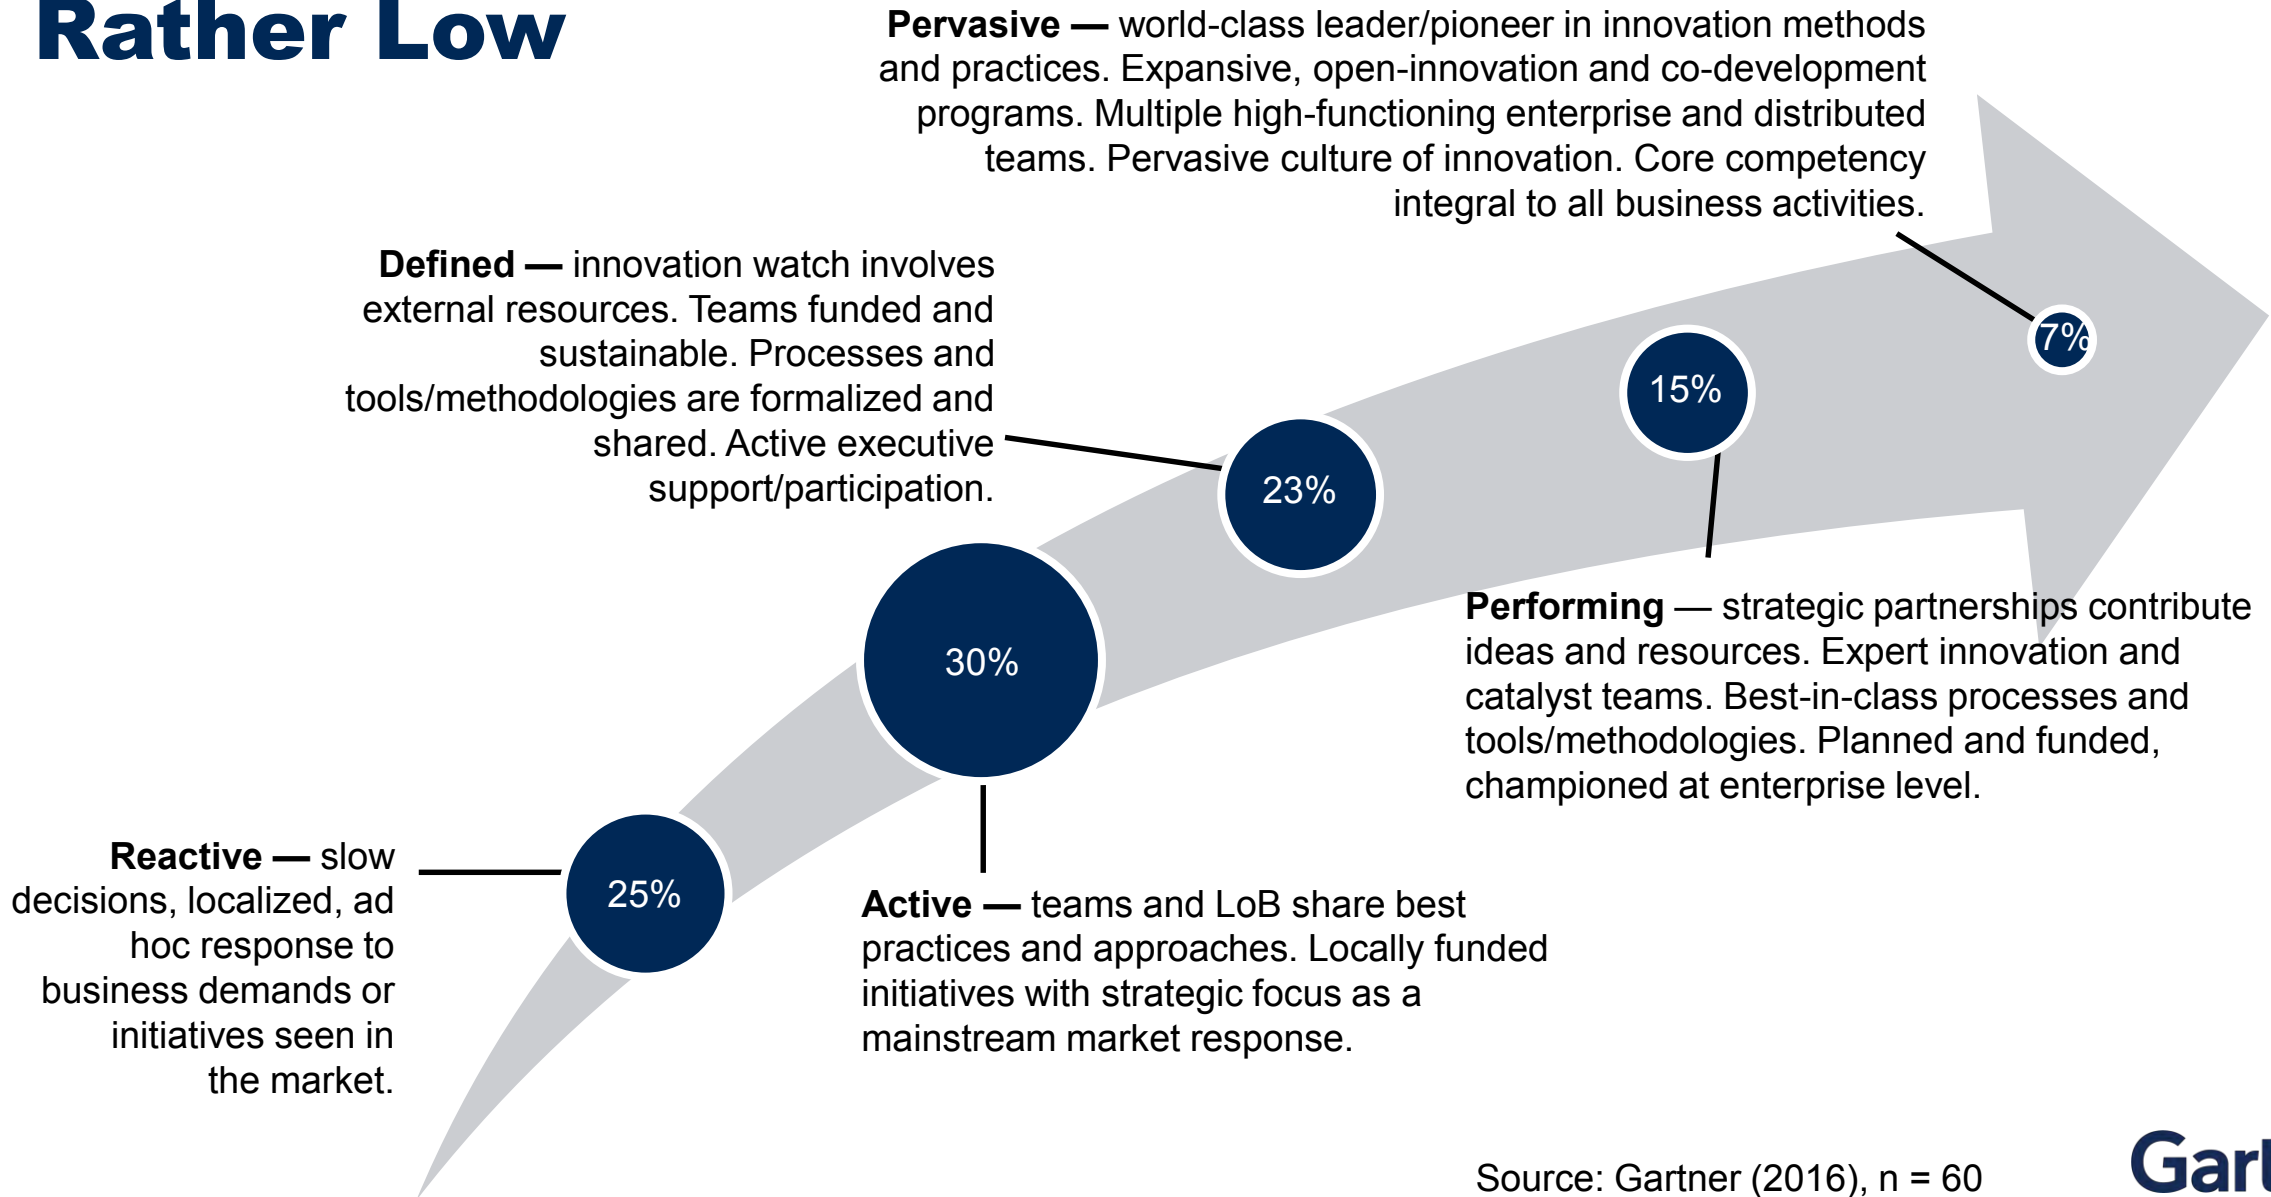 Rather Low
Pervasive — world-class leader/pioneer in innovation methods
and practices. Expansive, open-innovation and co-development
programs. Multiple high-functioning enterprise and distributed
teams. Pervasive culture of innovation. Core competency
integral to all business activities.
Defined — innovation watch involves
external resources. Teams funded and
sustainable. Processes and
tools/methodologies are formalized and
shared. Active executive
support/participation.
7%
15%
23%
30%
25%
Performing — strategic partnerships contribute
ideas and resources. Expert innovation and
catalyst teams. Best-in-class processes and
tools/methodologies. Planned and funded,
championed at enterprise level.
Reactive — slow
decisions, localized, ad
hoc response to
business demands or
initiatives seen in
the market.
Active — teams and LoB share best
practices and approaches. Locally funded
initiatives with strategic focus as a
mainstream market response.
Source: Gartner (2016), n = 60
Gart